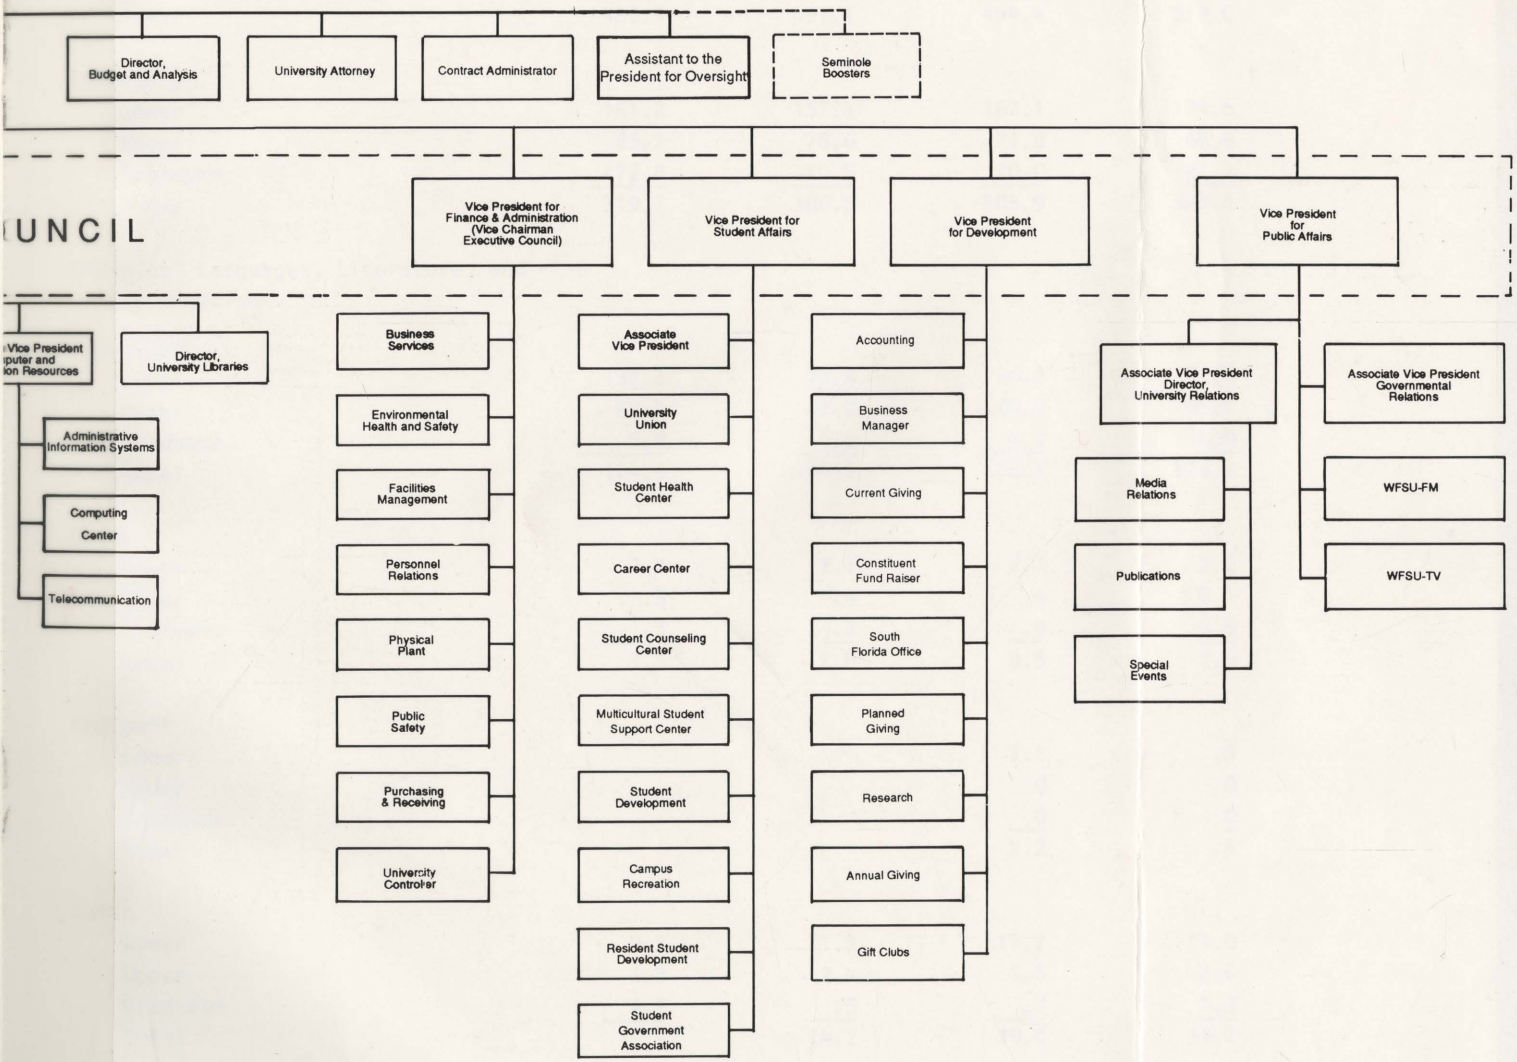 Director,
Budget and Analysis
University Attorney
Contract Administrator
Assistant to the
President for Oversight
Seminole
Boosters
UNCIL
Vice President for
Finance & Administration
(Vice Chairman
Executive Council)
Vice President for
Student Affairs
Vice President
for Development
Vice President
for
Public Affairs
Vice President
puter and
ion Resources
Director,
University Libraries
Administrative
Information Systems
Computing
Center
Telecommunication
Business
Services
Environmental
Health and Safety
Facilities
Management
Personnel
Relations
Physical
Plant
Public
Safety
Purchasing
& Receiving
University
Controller
Associate
Vice President
University
Union
Student Health
Center
Career Center
Student Counseling
Center
Multicultural Student
Support Center
Student
Development
Campus
Recreation
Resident Student
Development
Student
Government
Association
Accounting
Business
Manager
Current Giving
Constituent
Fund Raiser
South
Florida Office
Planned
Giving
Research
Annual Giving
Gift Clubs
Associate Vice President
Director,
University Relations
Media
Relations
Publications
Special
Events
Associate Vice President
Governmental
Relations
WFSU-FM
WFSU-TV